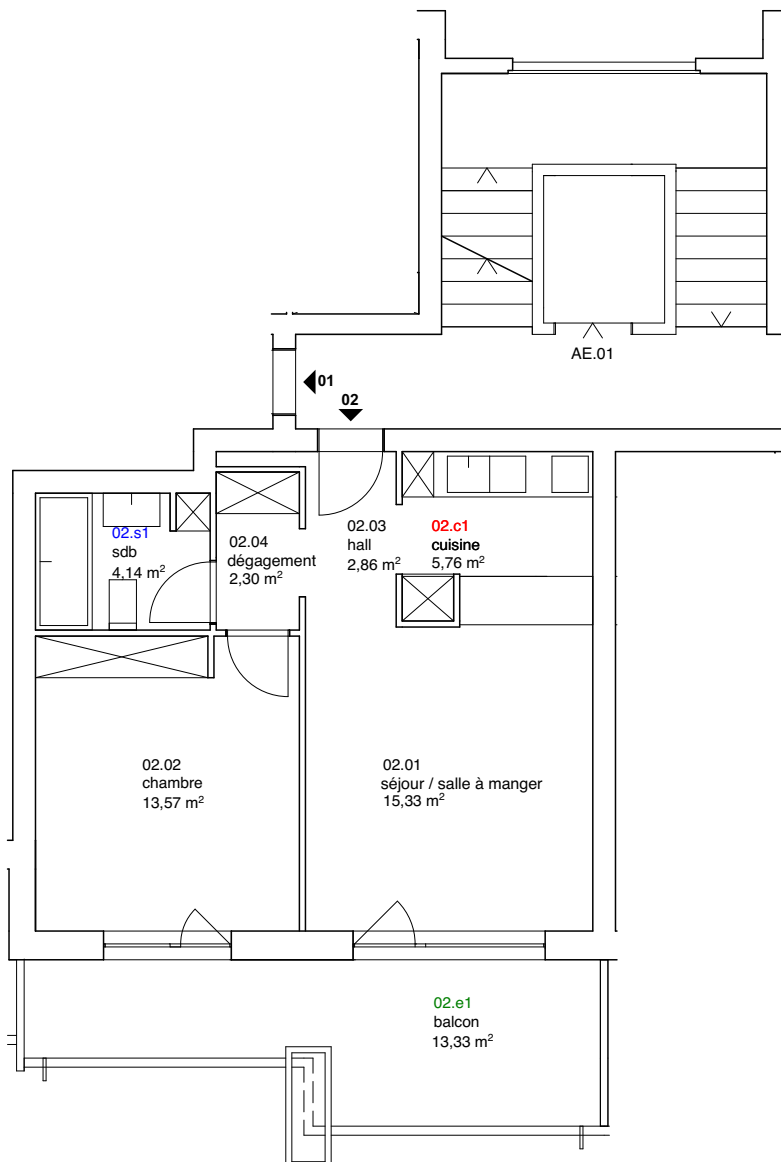 AE.01
01
02
02.s1
sdb
4,14 m²
02.04
dégagement
2,30 m²
02.03
hall
2,86 m²
02.c1
cuisine
5,76 m²
02.02
chambre
13,57 m²
02.01
séjour / salle à manger
15,33 m²
02.e1
balcon
13,33 m²